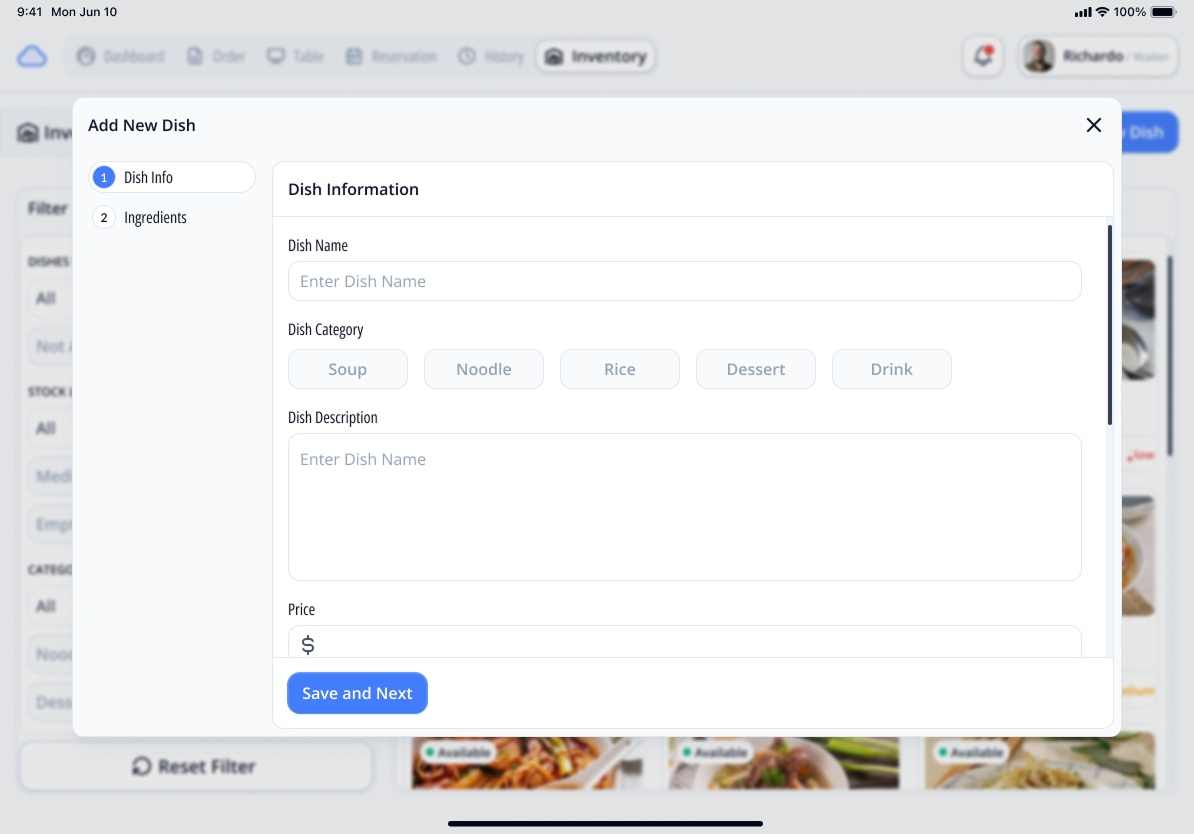 9:41 Mon Jun 10
100%
Dashboard
Order
Table
Reservation
History
Inventory
Richardo / Waiter
Add New Dish
Dish
1 Dish Info
2 Ingredients
Dish Information
Dish Name
Enter Dish Name
Dish Category
Soup
Noodle
Rice
Dessert
Drink
Dish Description
Enter Dish Name
Price
$
Save and Next
Filter
DISHES
All
Not
STOCK
All
Medi
Emp
CATEGO
All
Nood
Dess
Reset Filter
low
dium
Available
Available
Available